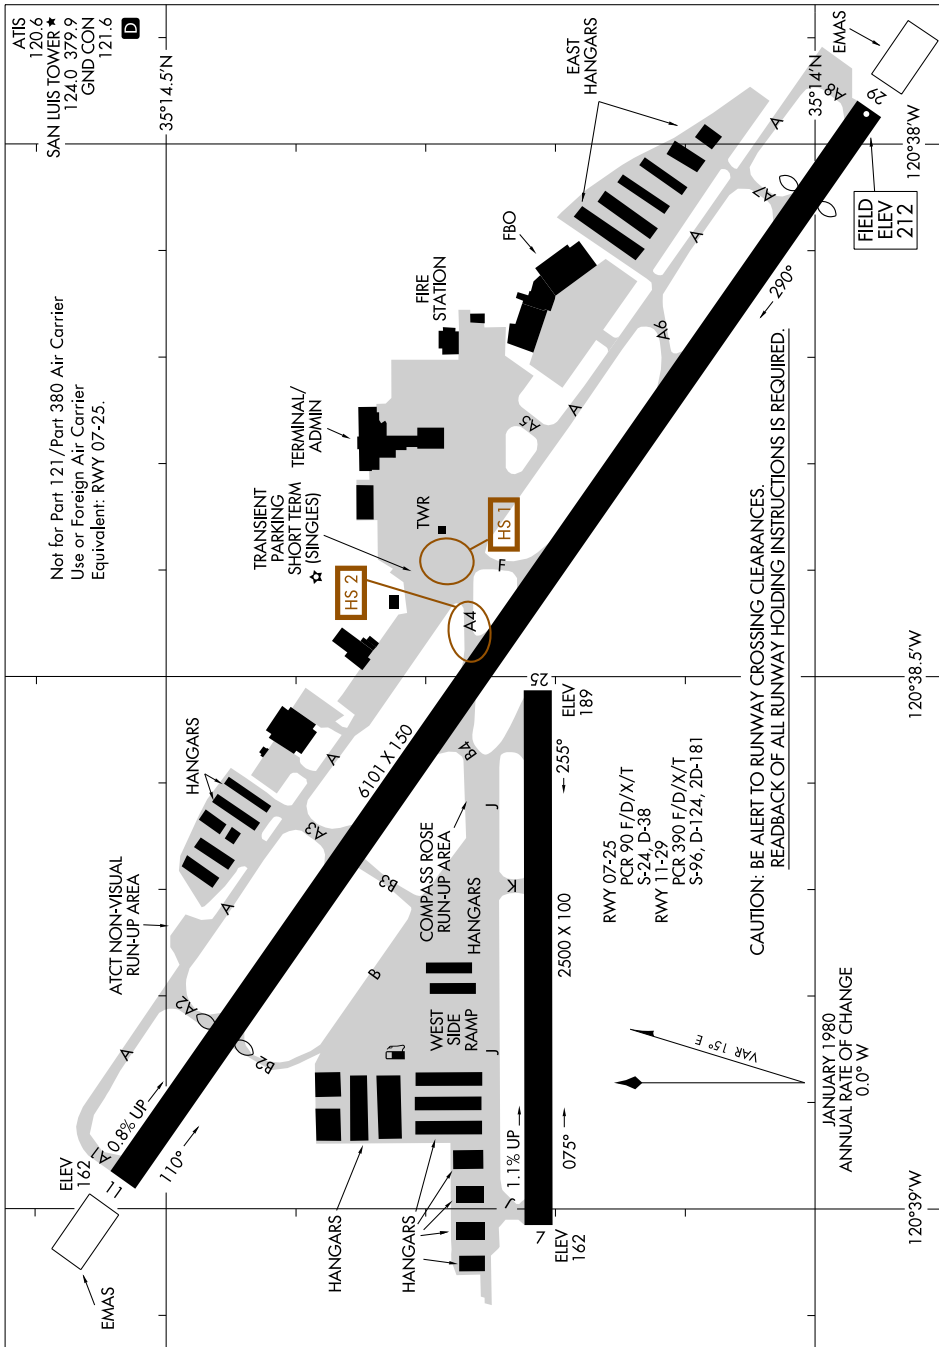 ATIS
120.6
SAN LUIS TOWER ★
124.0 379.9
GND CON
121.6
D
Not for Part 121/Part 380 Air Carrier
Use or Foreign Air Carrier
Equivalent: RWY 07-25.
35°14.5'N
35°14'N
120°38'W
120°38.5'W
120°39'W
EMAS
EAST
HANGARS
FBO
FIRE
STATION
TERMINAL/
ADMIN
TRANSIENT
PARKING
SHORT TERM
☆ (SINGLES)
TWR
HS 1
HS 2
HANGARS
ATCT NON-VISUAL
RUN-UP AREA
A
A
A
A
A
A
A1
A2
A3
A4
A5
A6
A7
A8
F
B
B2
B3
B4
J
J
J
K
11
ELEV
162
0.8% UP
110°
6101 X 150
290°
29
FIELD
ELEV
212
EMAS
COMPASS ROSE
RUN-UP AREA
HANGARS
WEST
SIDE
RAMP
HANGARS
HANGARS
7
ELEV
162
1.1% UP
075°
2500 X 100
255°
25
ELEV
189
RWY 07-25
PCR 90 F/D/X/T
S-24, D-38
RWY 11-29
PCR 390 F/D/X/T
S-96, D-124, 2D-181
CAUTION: BE ALERT TO RUNWAY CROSSING CLEARANCES.
READBACK OF ALL RUNWAY HOLDING INSTRUCTIONS IS REQUIRED.
VAR 15° E
JANUARY 1980
ANNUAL RATE OF CHANGE
0.0° W